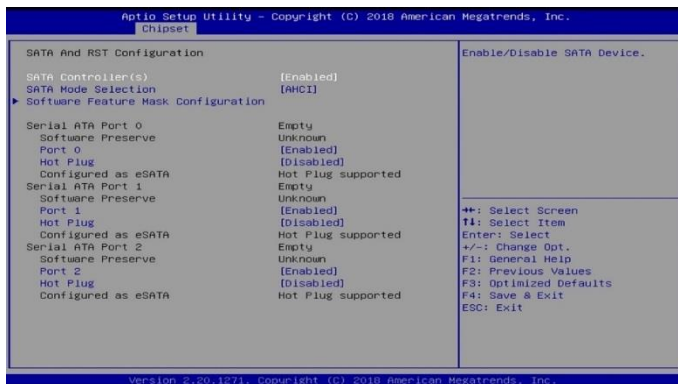 Aptio Setup Utility - Copyright (C) 2018 American Megatrends, Inc.
Chipset
SATA And RST Configuration
SATA Controller(s) [Enabled]
SATA Mode Selection [AHCI]
Software Feature Mask Configuration
Serial ATA Port 0 Empty
Software Preserve Unknown
Port 0 [Enabled]
Hot Plug [Disabled]
Configured as eSATA Hot Plug supported
Serial ATA Port 1 Empty
Software Preserve Unknown
Port 1 [Enabled]
Hot Plug [Disabled]
Configured as eSATA Hot Plug supported
Serial ATA Port 2 Empty
Software Preserve Unknown
Port 2 [Enabled]
Hot Plug [Disabled]
Configured as eSATA Hot Plug supported
Enable/Disable SATA Device.
→←: Select Screen
↑↓: Select Item
Enter: Select
+/-: Change Opt.
F1: General Help
F2: Previous Values
F3: Optimized Defaults
F4: Save & Exit
ESC: Exit
Version 2.20.1271. Copyright (C) 2018 American Megatrends, Inc.